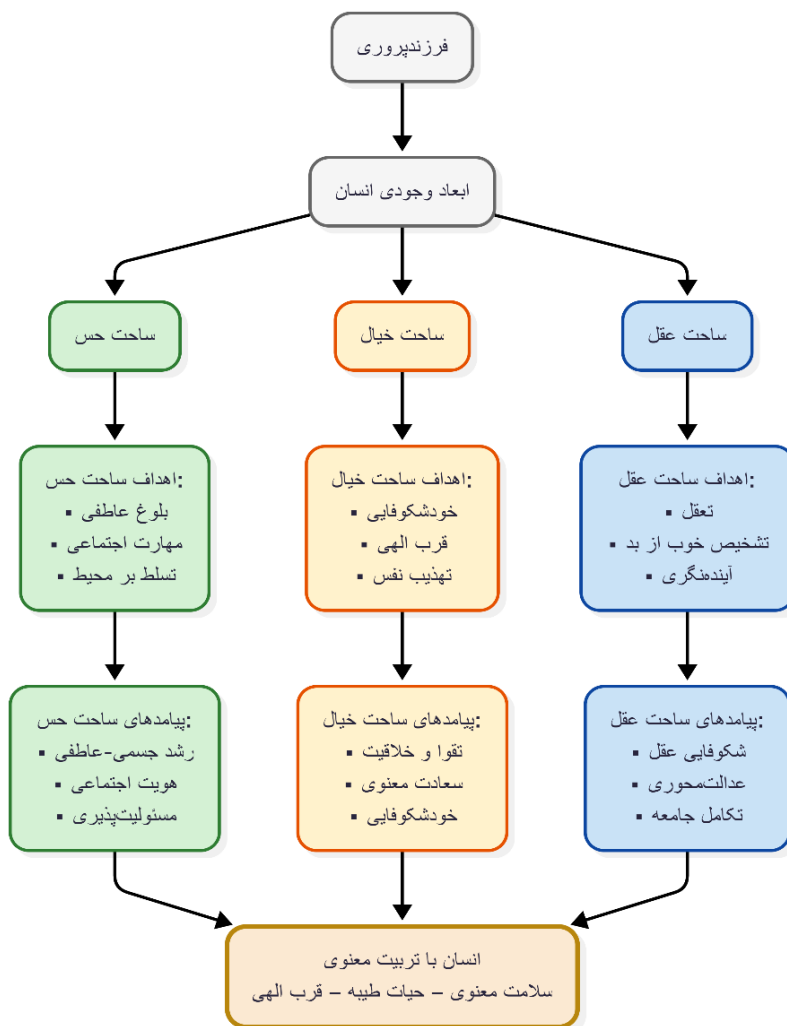 فرزندپروری
ابعاد وجودی انسان
ساحت عقل
ساحت خیال
ساحت حس
اهداف ساحت عقل:
▪ تعقل
▪ تشخیص خوب از بد
▪ آینده‌نگری
اهداف ساحت خیال:
▪ خودشکوفایی
▪ قرب الهی
▪ تهذیب نفس
اهداف ساحت حس:
▪ بلوغ عاطفی
▪ مهارت اجتماعی
▪ تسلط بر محیط
پیامدهای ساحت عقل:
▪ شکوفایی عقل
▪ عدالت‌محوری
▪ تکامل جامعه
پیامدهای ساحت خیال:
▪ تقوا و خلاقیت
▪ سعادت معنوی
▪ خودشکوفایی
پیامدهای ساحت حس:
▪ رشد جسمی-عاطفی
▪ هویت اجتماعی
▪ مسئولیت‌پذیری
انسان با تربیت معنوی
سلامت معنوی – حیات طیبه – قرب الهی